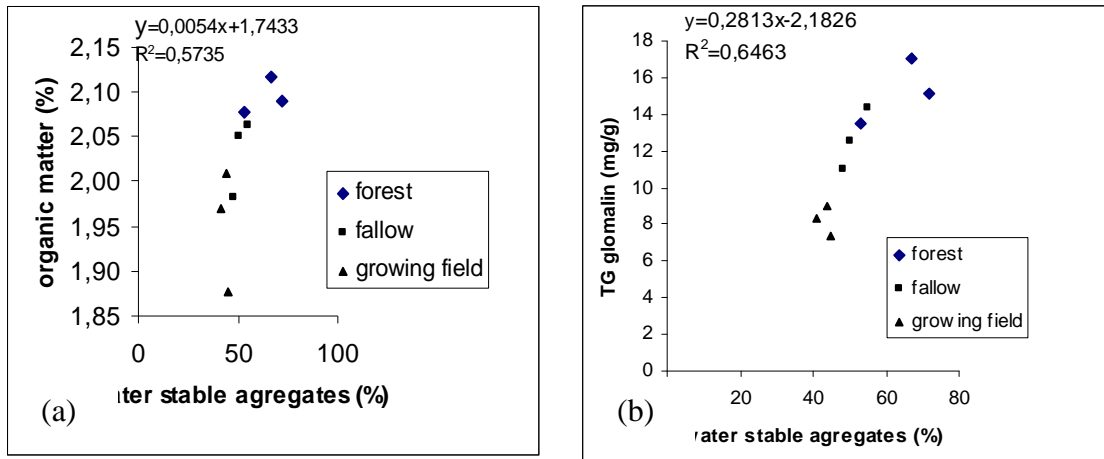 y=0,0054x+1,7433
R²=0,5735
organic matter (%)
2,15
2,10
2,05
2,00
1,95
1,90
1,85
0 50 100
forest
fallow
growing field
stable agregates (%)
(a)
y=0,2813x-2,1826
R²=0,6463
TG glomalin (mg/g)
18
16
14
12
10
8
6
4
2
0
20 40 60 80
forest
fallow
growing field
stable agregates (%)
(b)